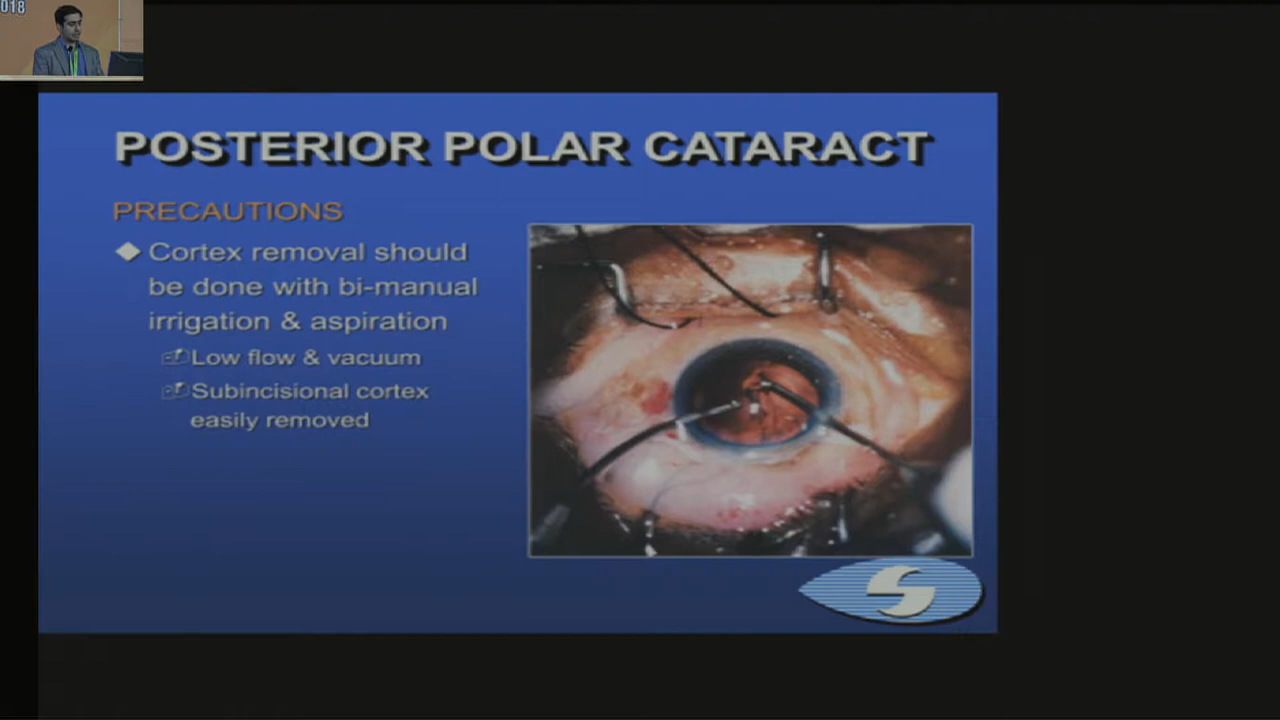 018
POSTERIOR POLAR CATARACT
PRECAUTIONS
Cortex removal should
be done with bi-manual
irrigation & aspiration
Low flow & vacuum
Subincisional cortex
easily removed
S